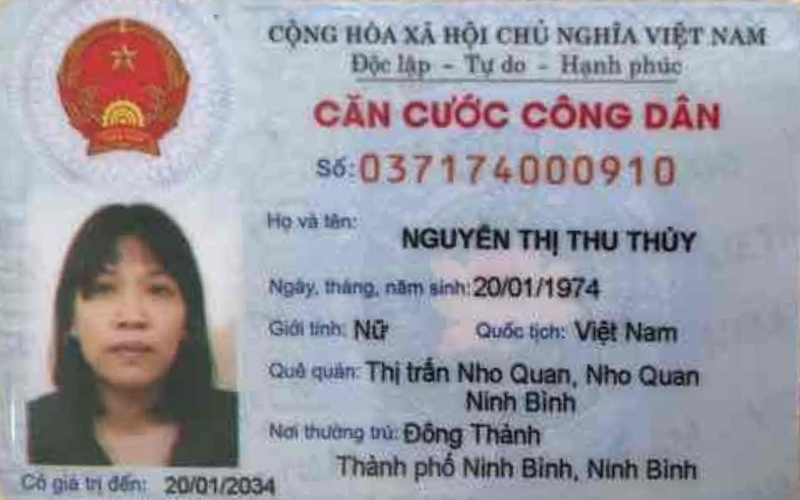 CỘNG HÒA XÃ HỘI CHỦ NGHĨA VIỆT NAM
Độc lập - Tự do - Hạnh phúc
CĂN CƯỚC CÔNG DÂN
Số: 037174000910
Họ và tên:
NGUYỄN THỊ THU THỦY
Ngày, tháng, năm sinh: 20/01/1974
Giới tính: Nữ Quốc tịch: Việt Nam
Quê quán: Thị trấn Nho Quan, Nho Quan
Ninh Bình
Nơi thường trú: Đông Thành
Thành phố Ninh Bình, Ninh Bình
Có giá trị đến: 20/01/2034